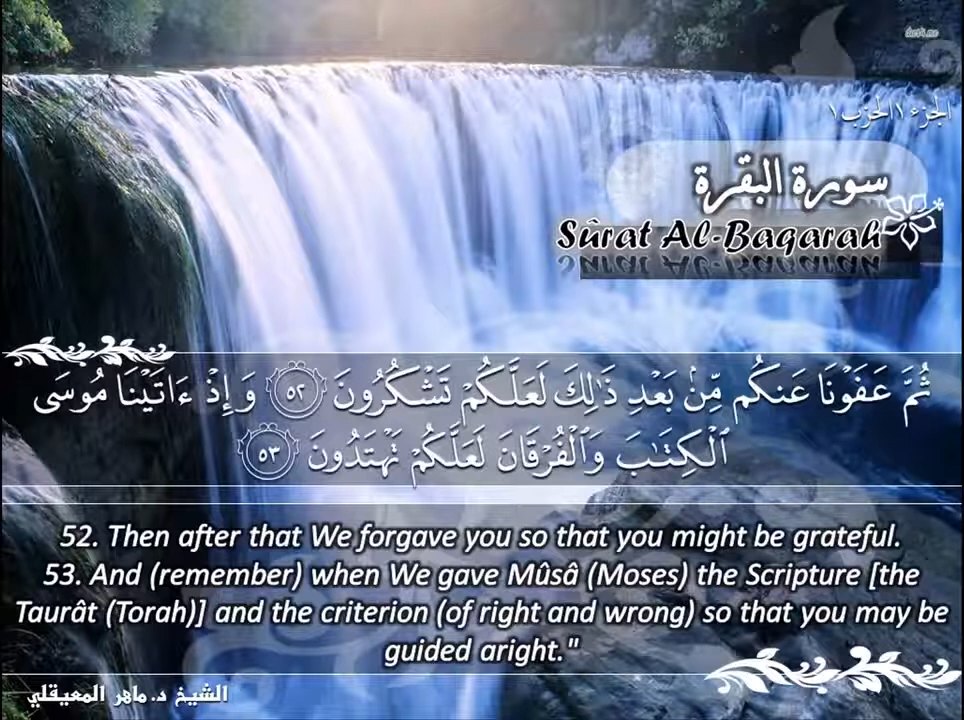 الجزء ١ الحزب ١
سورة البقرة
Sûrat Al-Baqarah
ثُمَّ عَفَوْنَا عَنكُم مِّنۢ بَعْدِ ذَٰلِكَ لَعَلَّكُمْ تَشْكُرُونَ ٥٢ وَإِذْ ءَاتَيْنَا مُوسَى
ٱلْكِتَٰبَ وَٱلْفُرْقَانَ لَعَلَّكُمْ تَهْتَدُونَ ٥٣
52. Then after that We forgave you so that you might be grateful.
53. And (remember) when We gave Mûsâ (Moses) the Scripture [the
Taurât (Torah)] and the criterion (of right and wrong) so that you may be
guided aright."
الشيخ د. ماهر المعيقلي